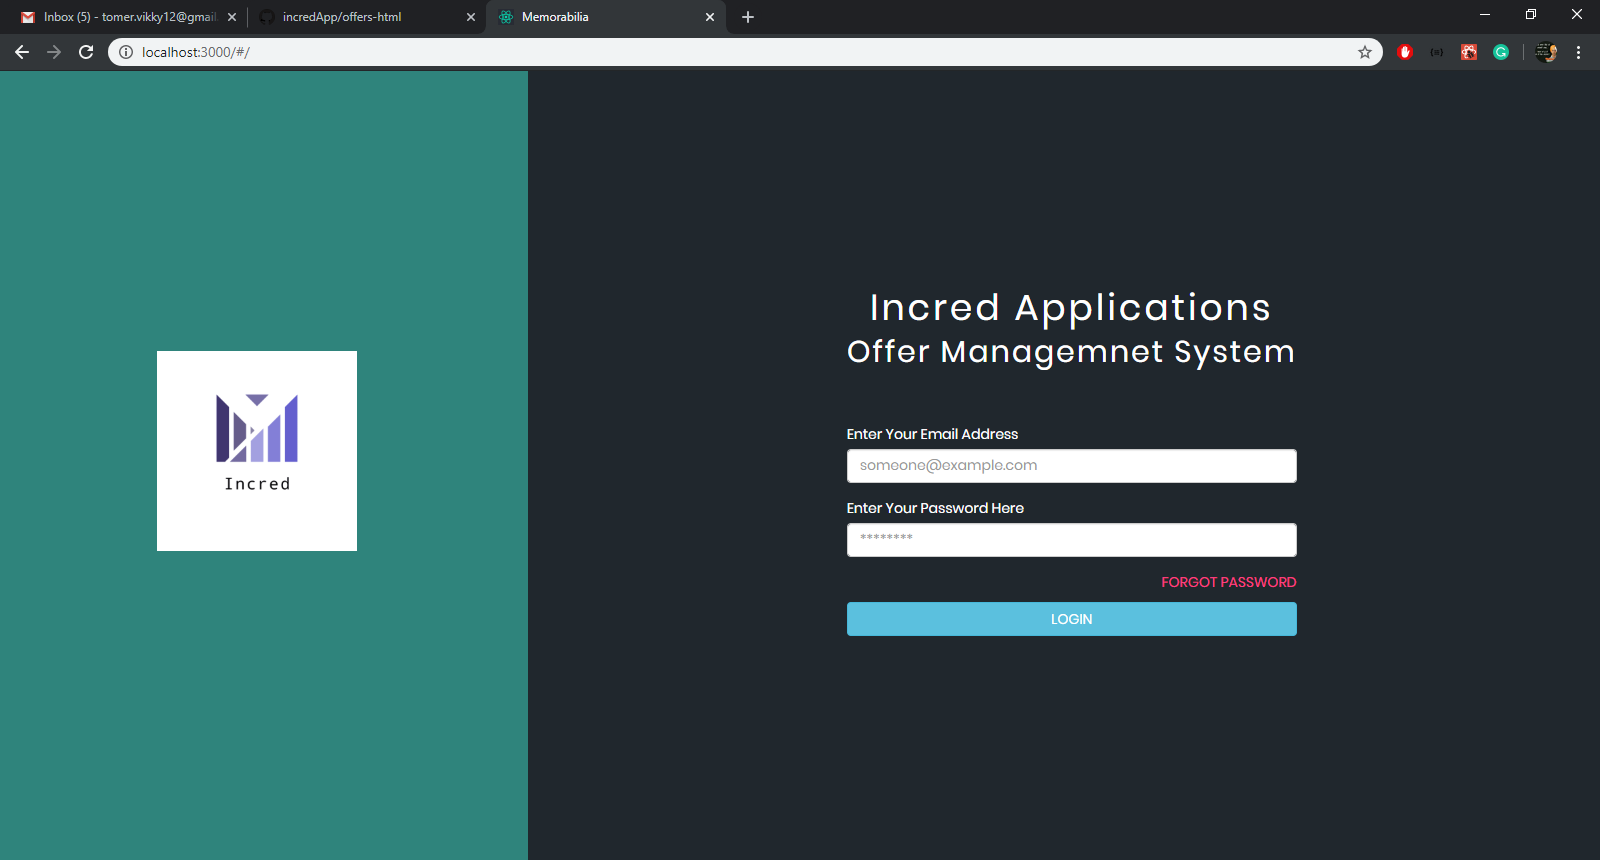 Inbox (5) - tomer.vikky12@gmail
incredApp/offers-html
Memorabilia
localhost:3000/#/
Incred Applications
Offer Managemnet System
Incred
Enter Your Email Address
someone@example.com
Enter Your Password Here
********
FORGOT PASSWORD
LOGIN